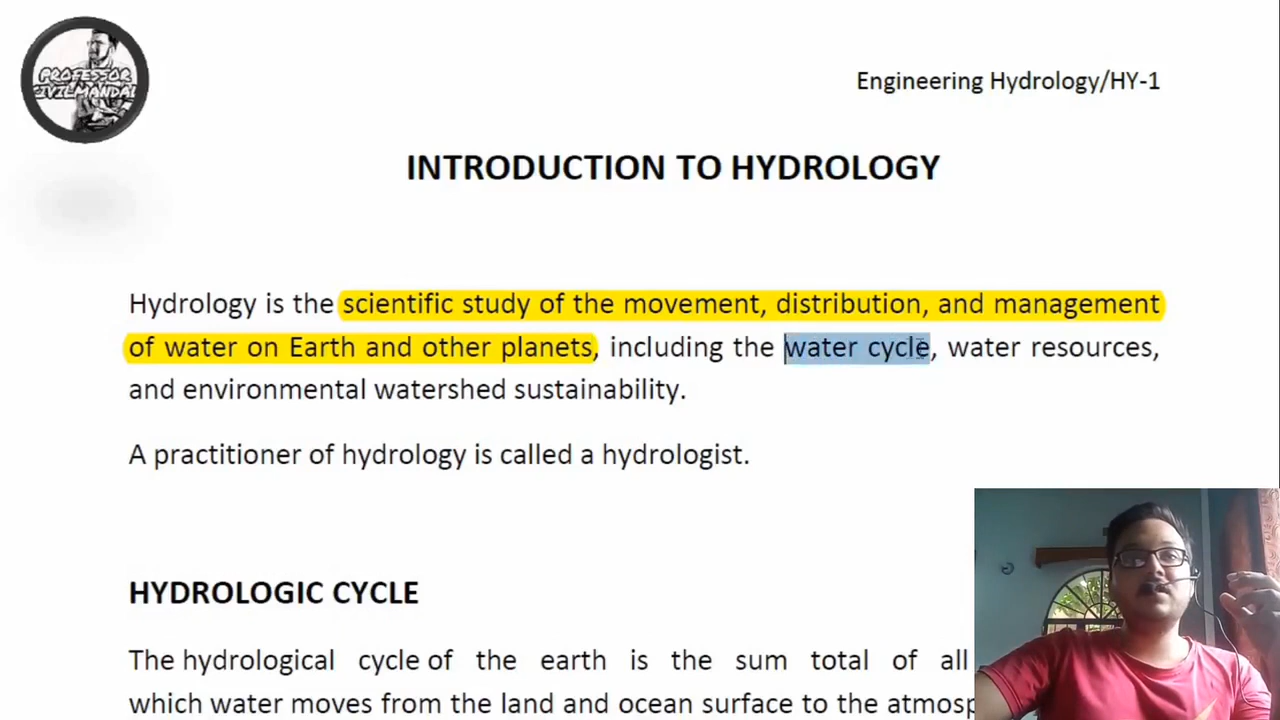 PROFESSOR
CIVILMANDAL
Engineering Hydrology/HY-1
INTRODUCTION TO HYDROLOGY
Hydrology is the scientific study of the movement, distribution, and management
of water on Earth and other planets, including the water cycle, water resources,
and environmental watershed sustainability.
A practitioner of hydrology is called a hydrologist.
HYDROLOGIC CYCLE
The hydrological cycle of the earth is the sum total of all
which water moves from the land and ocean surface to the